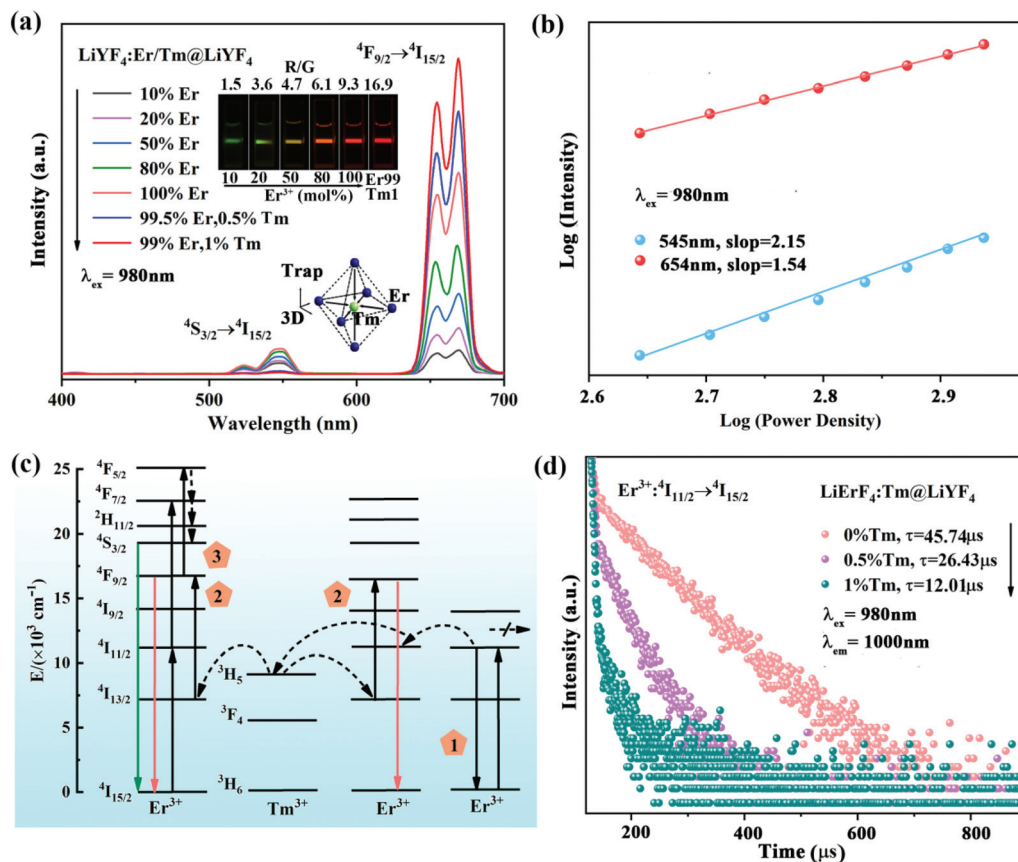 (a)
LiYF₄:Er/Tm@LiYF₄
10% Er
20% Er
50% Er
80% Er
100% Er
99.5% Er,0.5% Tm
99% Er,1% Tm
λex= 980nm
R/G
1.5 3.6 4.7 6.1 9.3 16.9
10 20 50 80 100 Er99
Er³⁺ (mol%) Tm1
⁴F9/2→⁴I15/2
Trap
3D
Er
Tm
⁴S3/2→⁴I15/2
Intensity (a.u.)
400 500 600 700
Wavelength (nm)
(b)
λex= 980nm
545nm, slop=2.15
654nm, slop=1.54
Log (Intensity)
2.6 2.7 2.8 2.9
Log (Power Density)
(c)
E/(×10³ cm⁻¹)
25
20
15
10
5
0
⁴F5/2
⁴F7/2
²H11/2
⁴S3/2
⁴F9/2
⁴I9/2
⁴I11/2
⁴I13/2
⁴I15/2
3
2
2
1
³H5
³F4
³H6
Er³⁺ Tm³⁺ Er³⁺ Er³⁺
(d)
Er³⁺:⁴I11/2→⁴I15/2
LiErF₄:Tm@LiYF₄
0%Tm, τ=45.74μs
0.5%Tm, τ=26.43μs
1%Tm, τ=12.01μs
λex= 980nm
λem= 1000nm
Intensity (a.u.)
200 400 600 800
Time (μs)